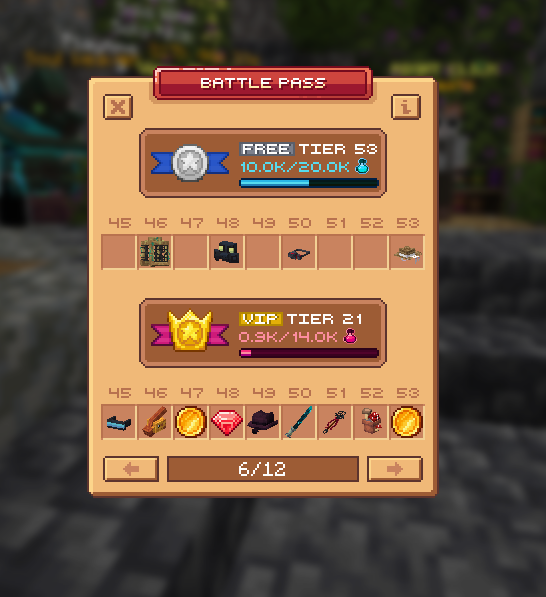 BATTLE PASS
FREE TIER 53
10.0K/20.0K
45 46 47 48 49 50 51 52 53
VIP TIER 21
0.9K/14.0K
45 46 47 48 49 50 51 52 53
6/12